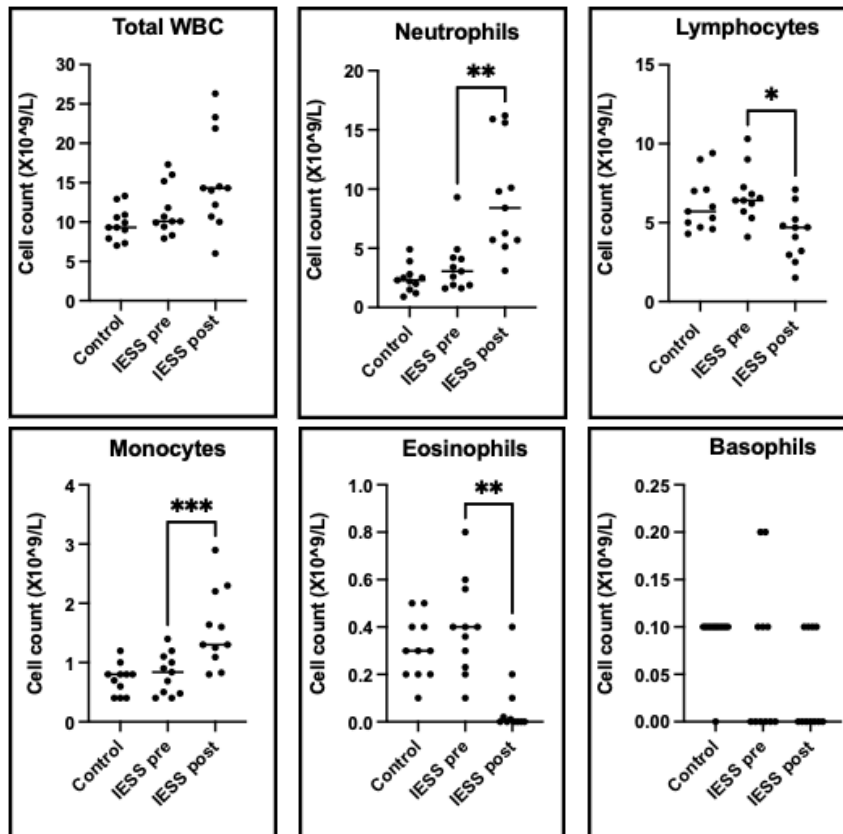 Total WBC
Cell count (X10^9/L)
30
25
20
15
10
5
0
Control
IESS pre
IESS post
Neutrophils
Cell count (X10^9/L)
20
15
10
5
0
**
Control
IESS pre
IESS post
Lymphocytes
Cell count (X10^9/L)
15
10
5
0
*
Control
IESS pre
IESS post
Monocytes
Cell count (X10^9/L)
4
3
2
1
0
***
Control
IESS pre
IESS post
Eosinophils
Cell count (X10^9/L)
1.0
0.8
0.6
0.4
0.2
0.0
**
Control
IESS pre
IESS post
Basophils
Cell count (X10^9/L)
0.25
0.20
0.15
0.10
0.05
0.00
Control
IESS pre
IESS post